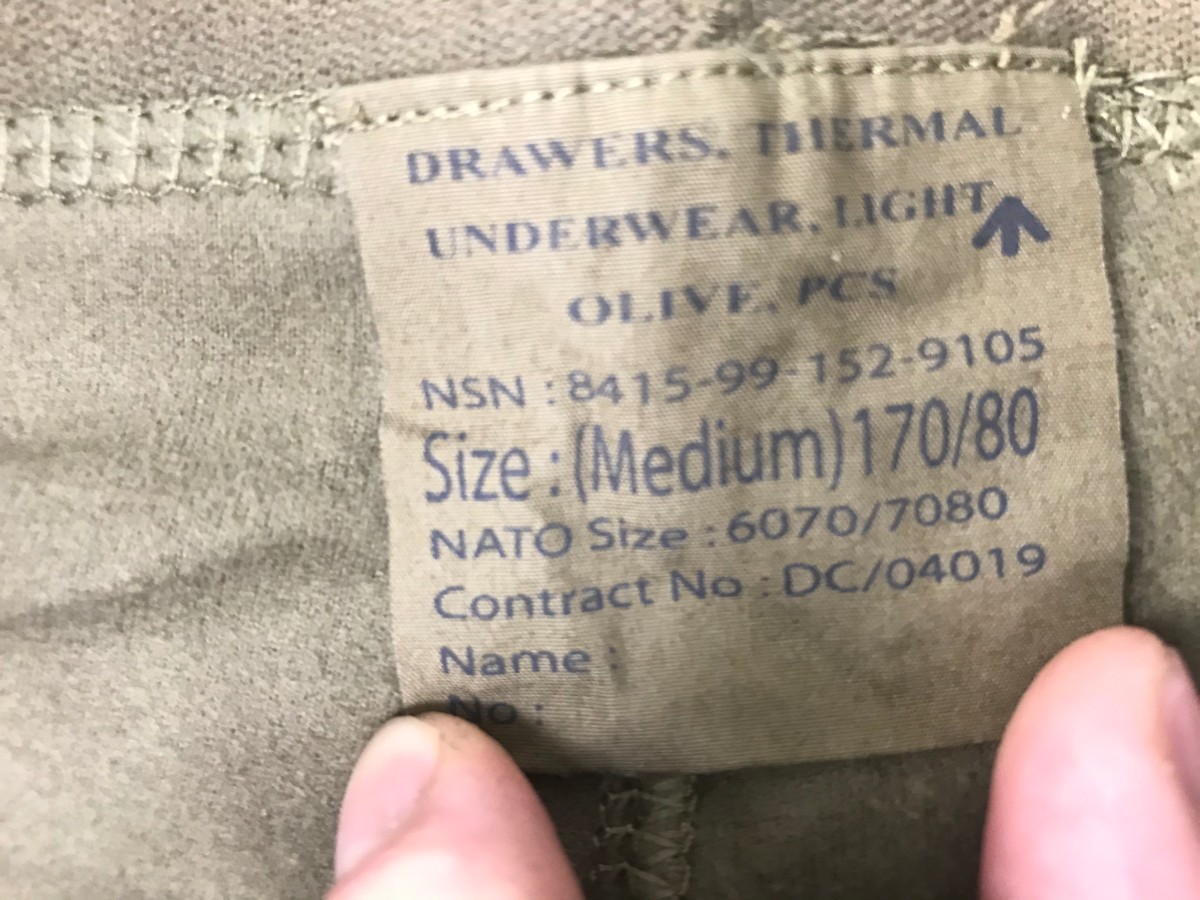 DRAWERS, THERMAL
UNDERWEAR, LIGHT
OLIVE, PCS
NSN : 8415-99-152-9105
Size : (Medium) 170/80
NATO Size : 6070/7080
Contract No : DC/04019
Name :
No :